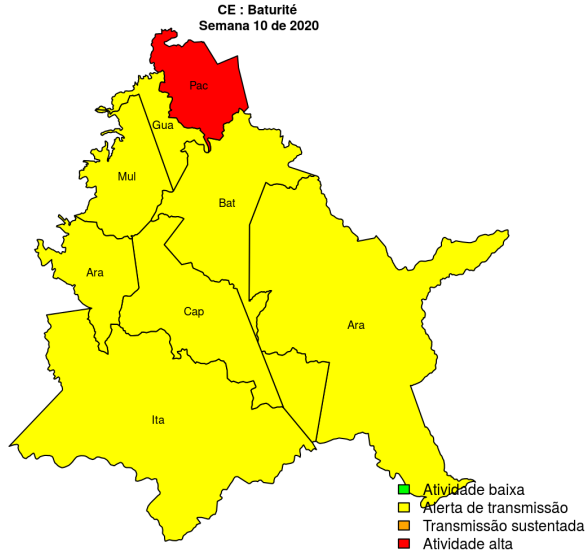 CE : Baturité
Semana 10 de 2020
Pac
Gua
Mul
Bat
Ara
Cap
Ara
Ita
Atividade baixa
Alerta de transmissão
Transmissão sustentada
Atividade alta